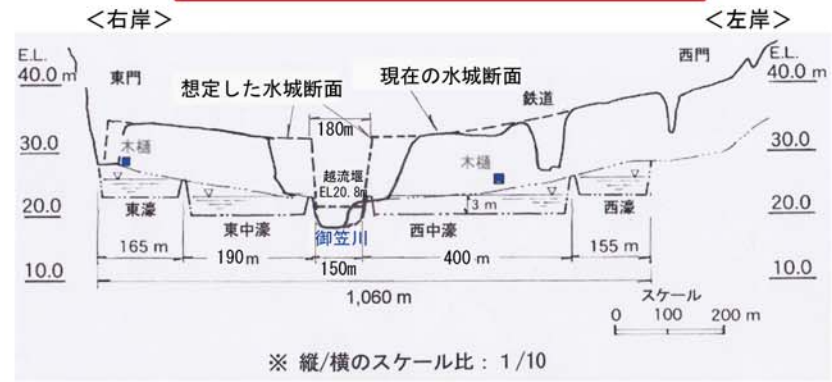 ＜右岸＞
＜左岸＞
E.L.
40.0 m
30.0
20.0
10.0
東門
想定した水城断面
現在の水城断面
鉄道
西門
E.L.
40.0 m
30.0
20.0
10.0
180m
木樋
越流堰
EL20.8m
木樋
3 m
東濠
東中濠
御笠川
西中濠
西濠
165 m
190m
150m
400 m
155 m
1,060 m
スケール
0 100 200 m
※ 縦/横のスケール比：1/10